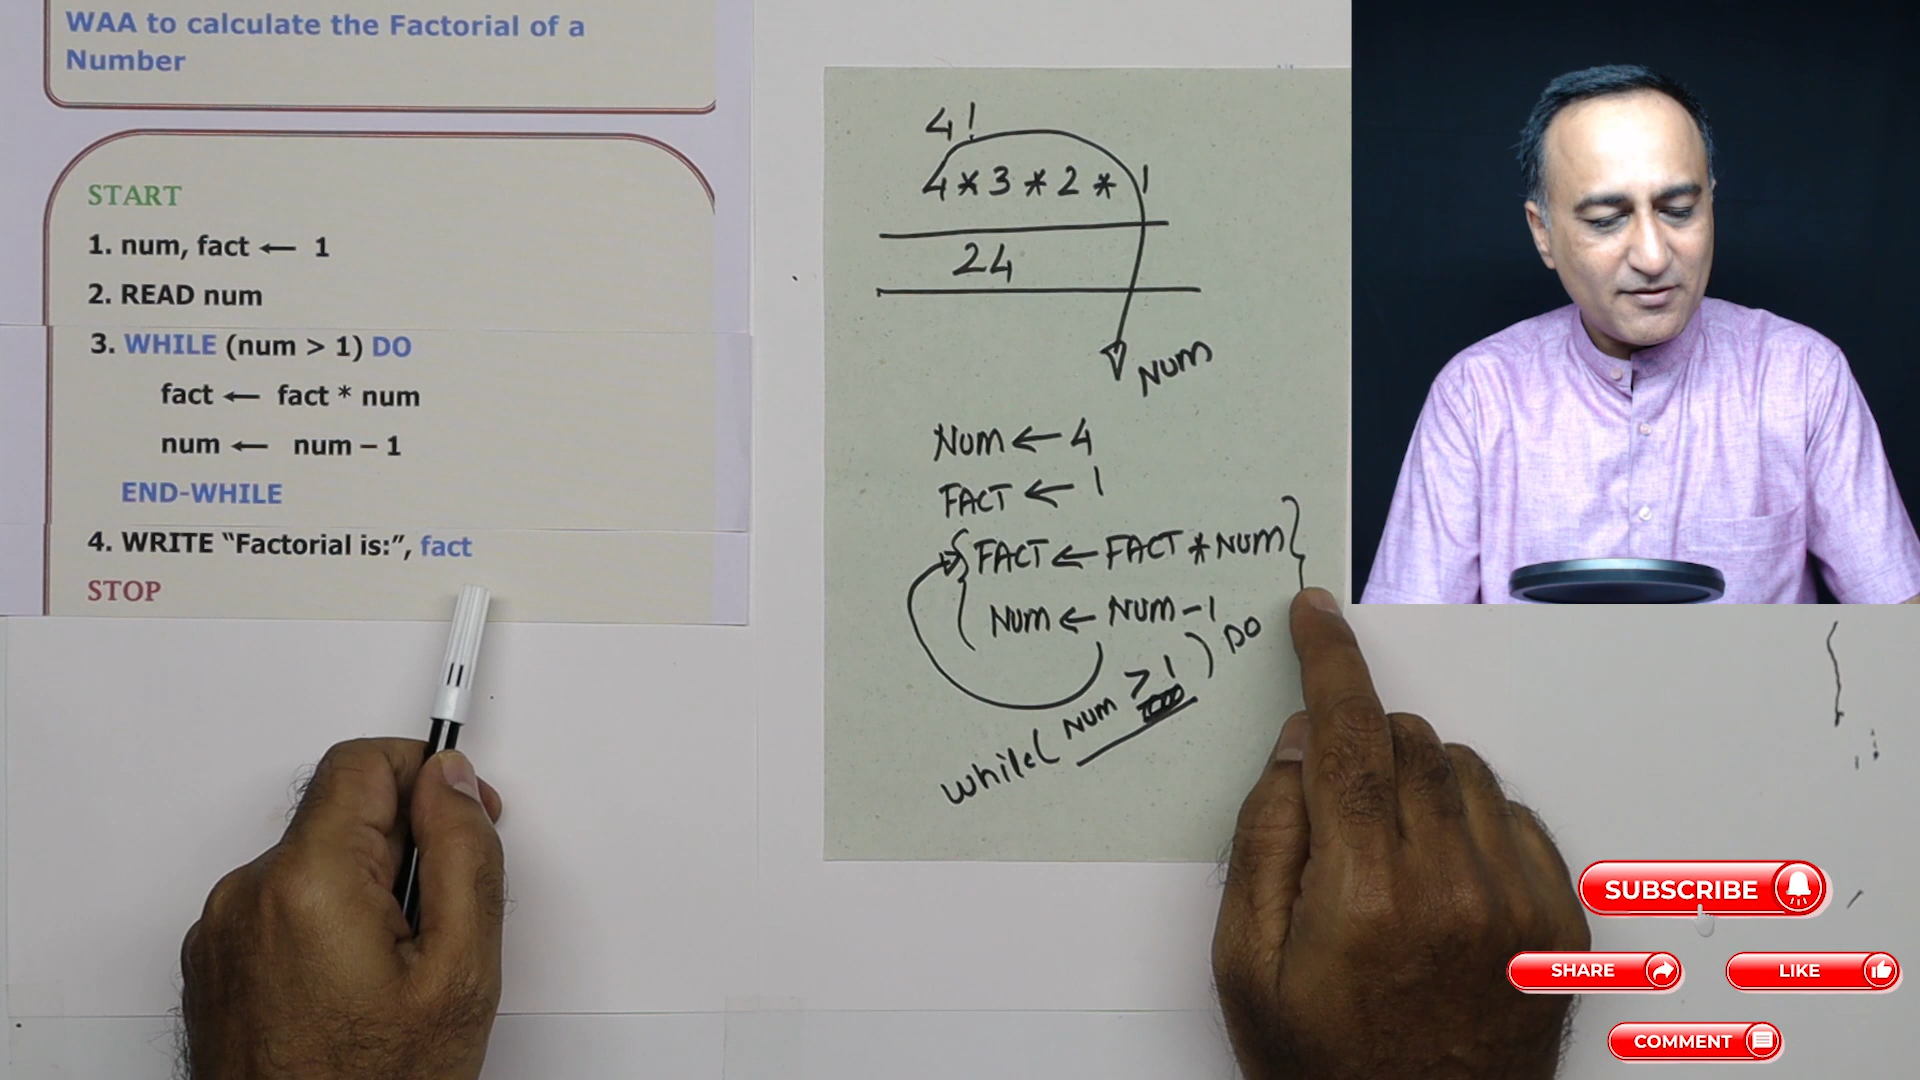 WAA to calculate the Factorial of a
Number
START
1. num, fact ← 1
2. READ num
3. WHILE (num > 1) DO
fact ← fact * num
num ← num – 1
END-WHILE
4. WRITE “Factorial is:”, fact
STOP
4!
4 * 3 * 2 * 1
24
NUM
NUM ← 4
FACT ← 1
FACT ← FACT * NUM
NUM ← NUM - 1
while( NUM > 1 ) DO
SUBSCRIBE
SHARE
LIKE
COMMENT